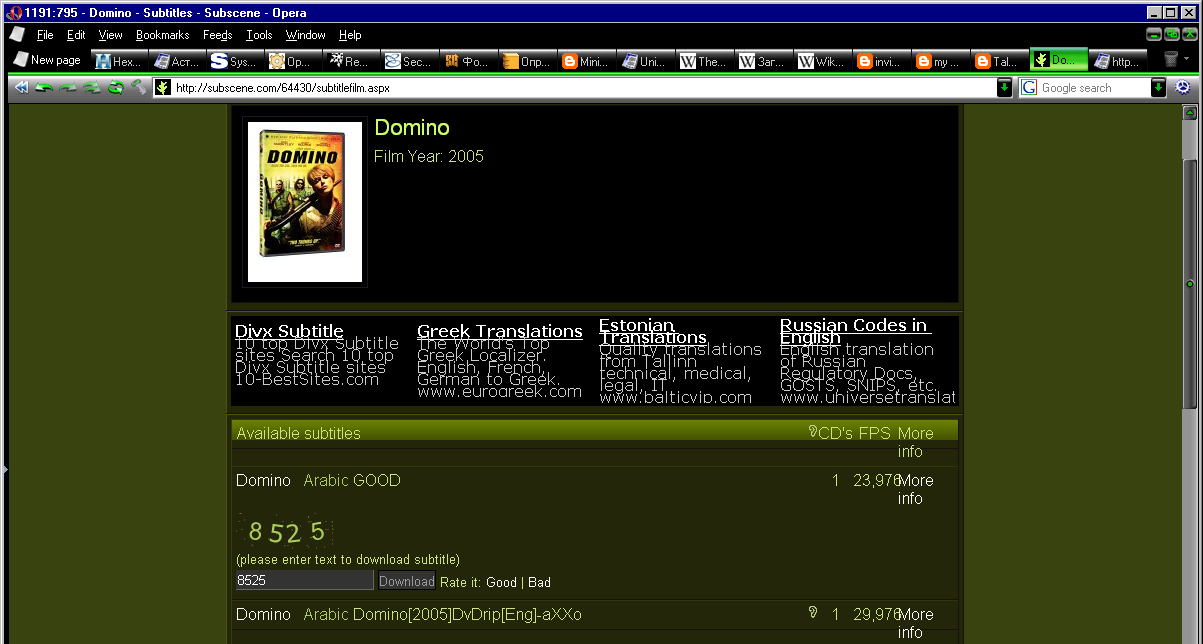 1191:795 - Domino - Subtitles - Subscene - Opera
File Edit View Bookmarks Feeds Tools Window Help
New page Hex... Аст... Sys... Op... Re... Sec... Фо... Опр... Mini... Uni... The... Заг... Wik... invi... my ... Tal... Do... http...
http://subscene.com/64430/subtitlefilm.aspx Google search
DOMINO
Domino
Film Year: 2005
Divx Subtitle
10 top Divx Subtitle
sites Search 10 top
Divx Subtitle sites
10-BestSites.com
Greek Translations
The World's Top
Greek Localizer.
English, French,
German to Greek.
www.eurogreek.com
Estonian
Translations
Quality translations
from Tallinn
technical, medical,
legal, IT
www.balticvip.com
Russian Codes in
English
English translation
of Russian
Regulatory Docs,
GOSTS, SNIPS, etc.
www.universetranslat
Available subtitles CD's FPS More
info
Domino Arabic GOOD 1 23,976 More
info
8525
(please enter text to download subtitle)
8525 Download Rate it: Good | Bad
Domino Arabic Domino[2005]DvDrip[Eng]-aXXo 1 29,976 More
info